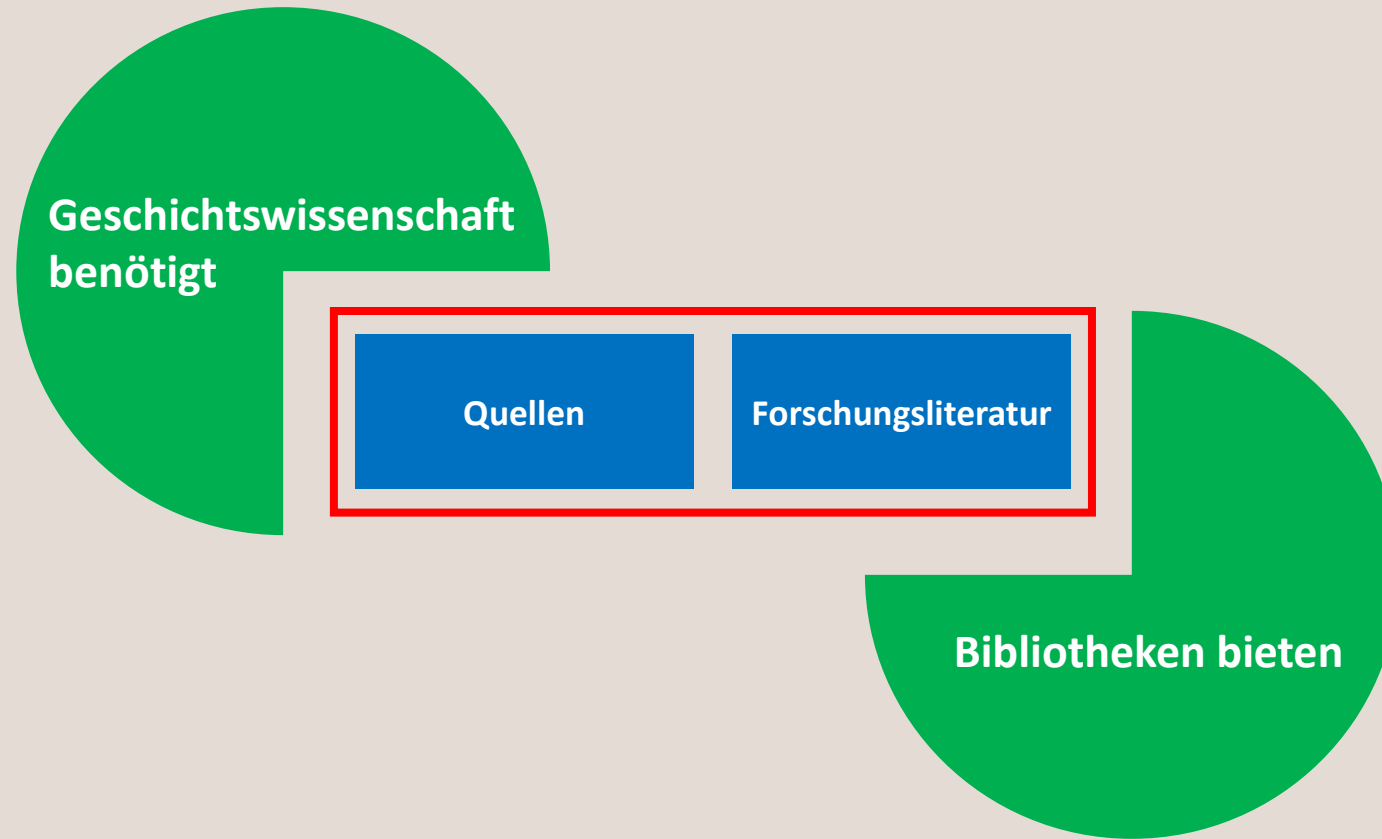 Geschichtswissenschaft
benötigt
Quellen
Forschungsliteratur
Bibliotheken bieten